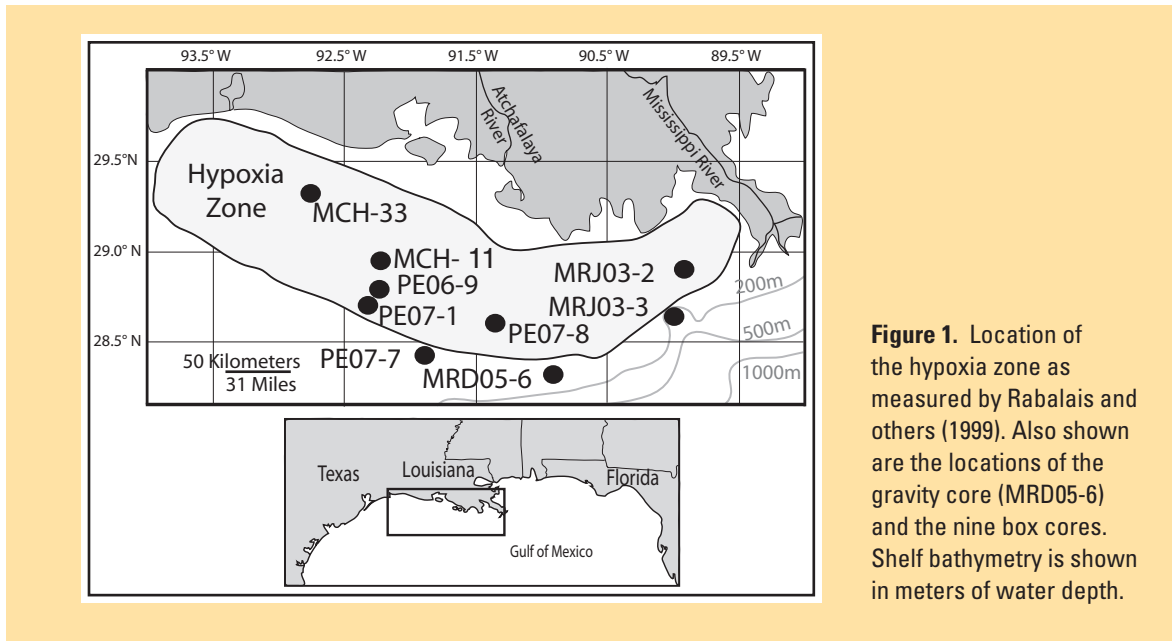 93.5° W 92.5° W 91.5° W 90.5° W 89.5° W
Atchafalaya
River
Mississippi River
29.5°N
Hypoxia
Zone
MCH-33
29.0° N
MCH- 11
MRJ03-2
PE06-9
200m
MRJ03-3
PE07-1
PE07-8
500m
28.5°N
PE07-7
50 Kilometers
31 Miles
MRD05-6
1000m
Texas
Louisiana
Florida
Gulf of Mexico
Figure 1. Location of
the hypoxia zone as
measured by Rabalais and
others (1999). Also shown
are the locations of the
gravity core (MRD05-6)
and the nine box cores.
Shelf bathymetry is shown
in meters of water depth.